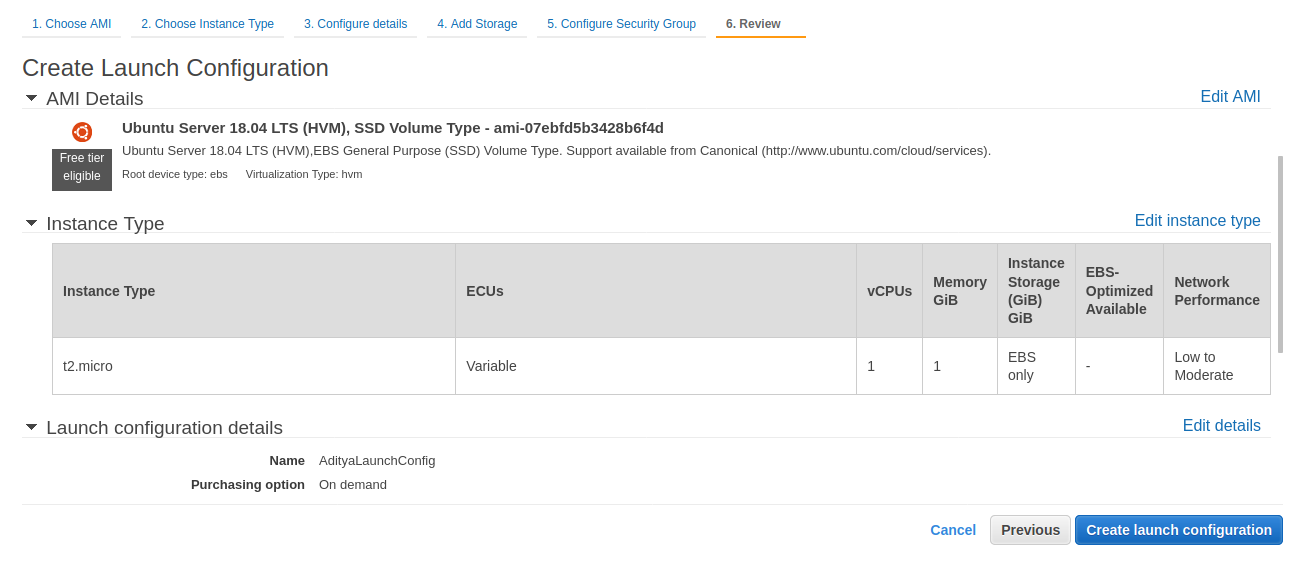 1. Choose AMI 2. Choose Instance Type 3. Configure details 4. Add Storage 5. Configure Security Group 6. Review
Create Launch Configuration
AMI Details Edit AMI
Ubuntu Server 18.04 LTS (HVM), SSD Volume Type - ami-07ebfd5b3428b6f4d
Free tier
eligible
Ubuntu Server 18.04 LTS (HVM),EBS General Purpose (SSD) Volume Type. Support available from Canonical (http://www.ubuntu.com/cloud/services).
Root device type: ebs Virtualization Type: hvm
Instance Type Edit instance type
Instance Type
ECUs
vCPUs
Memory
GiB
Instance
Storage
(GiB)
GiB
EBS-
Optimized
Available
Network
Performance
t2.micro
Variable
1
1
EBS
only
-
Low to
Moderate
Launch configuration details Edit details
Name AdityaLaunchConfig
Purchasing option On demand
Cancel Previous Create launch configuration